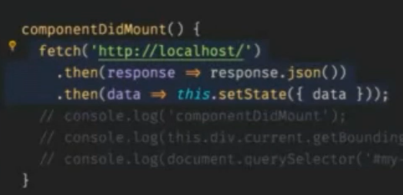 componentDidMount() {
fetch('http://localhost/')
.then(response => response.json())
.then(data => this.setState({ data }));
// console.log('componentDidMount');
// console.log(this.div.current.getBounding
// console.log(document.querySelector('#my-
}